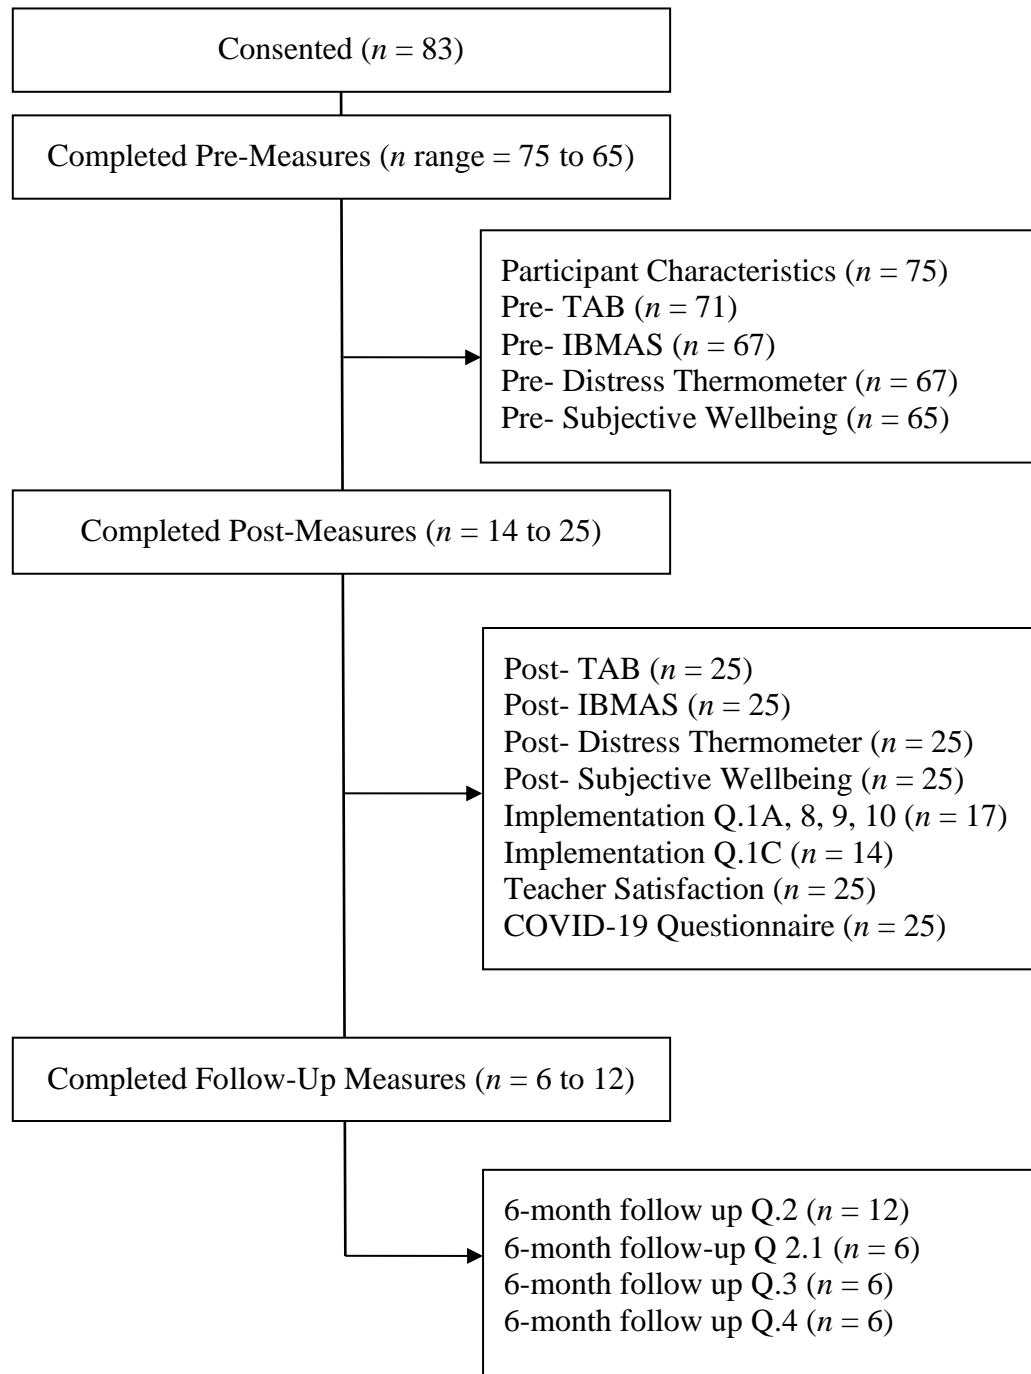 Consented (n = 83)
Completed Pre-Measures (n range = 75 to 65)
Participant Characteristics (n = 75)
Pre- TAB (n = 71)
Pre- IBMAS (n = 67)
Pre- Distress Thermometer (n = 67)
Pre- Subjective Wellbeing (n = 65)
Completed Post-Measures (n = 14 to 25)
Post- TAB (n = 25)
Post- IBMAS (n = 25)
Post- Distress Thermometer (n = 25)
Post- Subjective Wellbeing (n = 25)
Implementation Q.1A, 8, 9, 10 (n = 17)
Implementation Q.1C (n = 14)
Teacher Satisfaction (n = 25)
COVID-19 Questionnaire (n = 25)
Completed Follow-Up Measures (n = 6 to 12)
6-month follow up Q.2 (n = 12)
6-month follow-up Q 2.1 (n = 6)
6-month follow up Q.3 (n = 6)
6-month follow up Q.4 (n = 6)